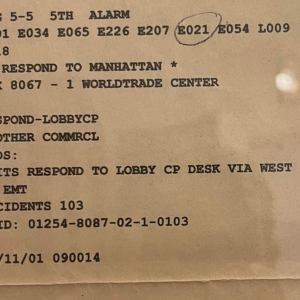 5-5 5TH ALARM
01 E034 E065 E226 E207 E021 E054 L009
18
RESPOND TO MANHATTAN *
8067 - 1 WORLDTRADE CENTER
SPOND-LOBBYCP
OTHER COMMRCL
DS:
ITS RESPOND TO LOBBY CP DESK VIA WEST
EMT
CIDENTS 103
ID: 01254-8087-02-1-0103
/11/01 090014